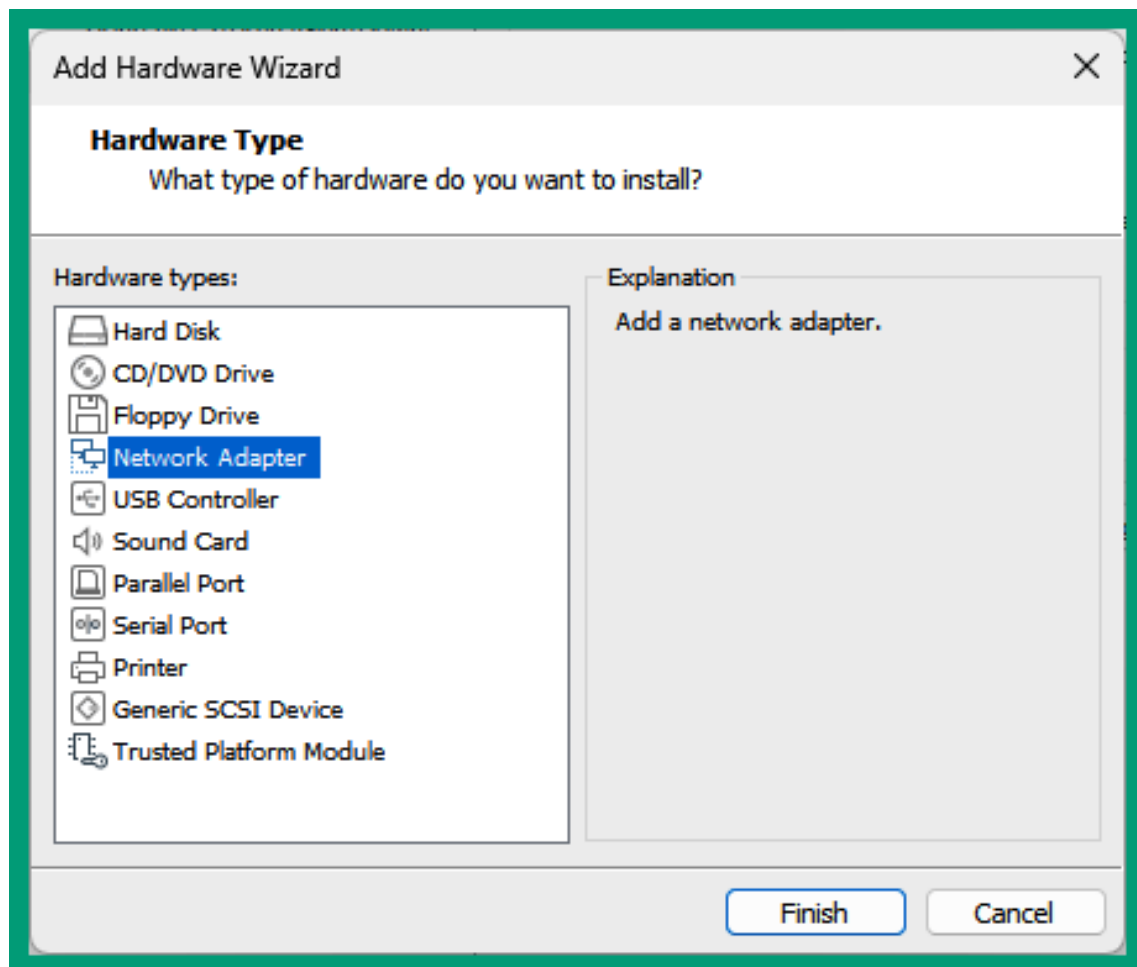 Add Hardware Wizard
Hardware Type
What type of hardware do you want to install?
Hardware types:
Hard Disk
CD/DVD Drive
Floppy Drive
Network Adapter
USB Controller
Sound Card
Parallel Port
Serial Port
Printer
Generic SCSI Device
Trusted Platform Module
Explanation
Add a network adapter.
Finish
Cancel